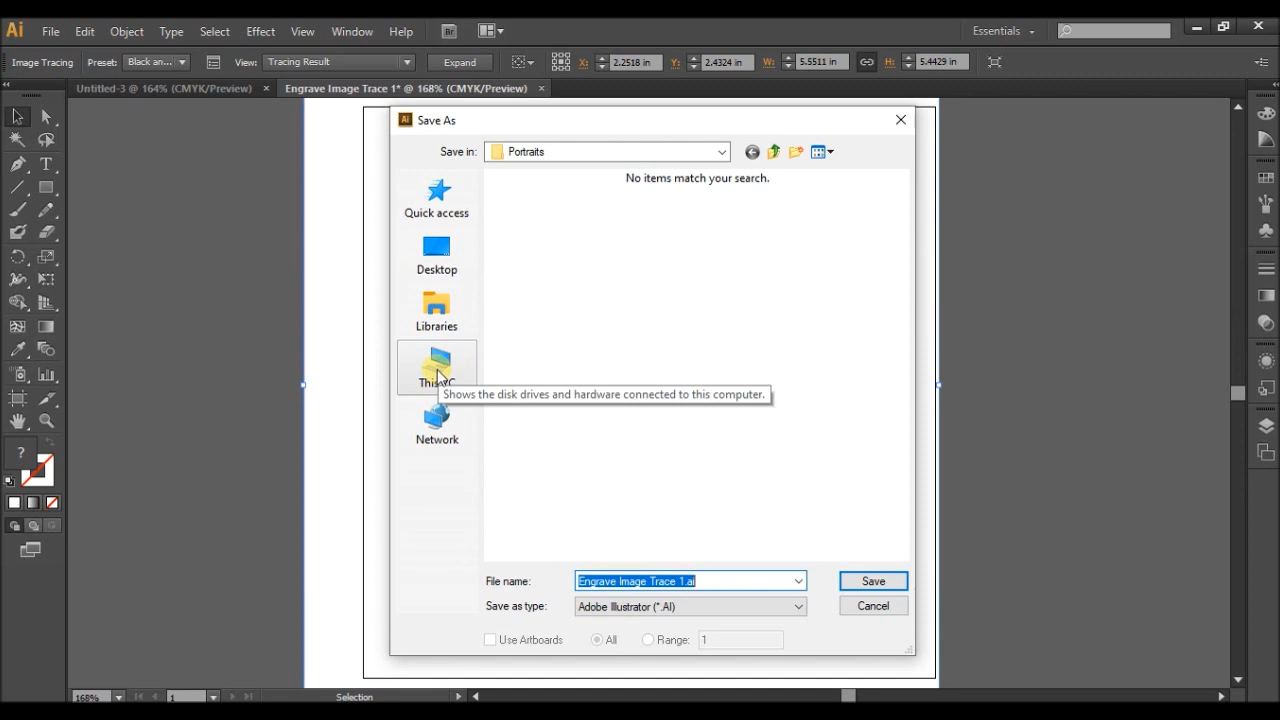 Ai File Edit Object Type Select Effect View Window Help Br Essentials
Image Tracing Preset: Black an... View: Tracing Result Expand X: 2.2518 in Y: 2.4324 in W: 5.5511 in H: 5.4429 in
Untitled-3 @ 164% (CMYK/Preview) × Engrave Image Trace 1* @ 168% (CMYK/Preview) ×
Ai Save As
Save in: Portraits
No items match your search.
Quick access
Desktop
Libraries
This PC
Shows the disk drives and hardware connected to this computer.
Network
?
File name: Engrave Image Trace 1.ai Save
Save as type: Adobe Illustrator (*.AI) Cancel
Use Artboards All Range: 1
168% 1 Selection